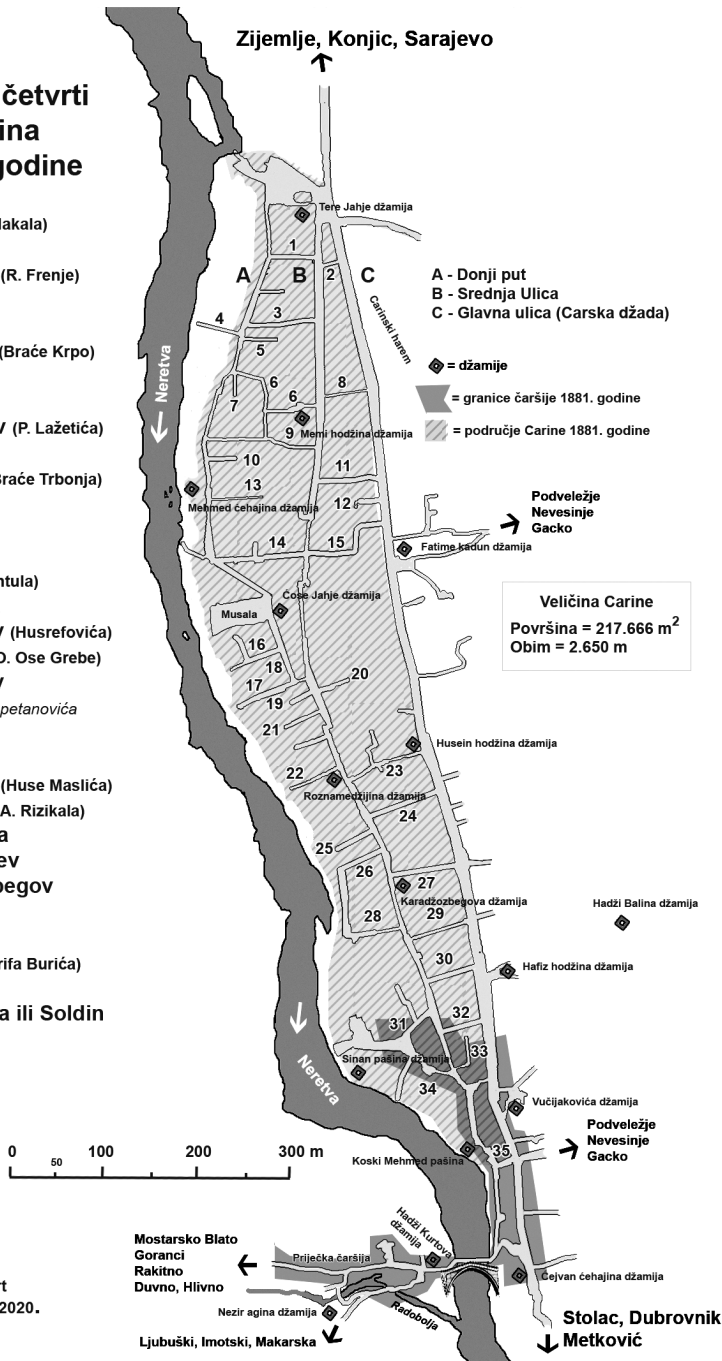 Zijemlje, Konjic, Sarajevo
četvrti
ina
godine
akala)
(R. Frenje)
(Braće Krpo)
V (P. Lažetića)
Braće Trbonja)
ntula)
V (Husrefovića)
O. Ose Grebe)
V
petanovića
(Huse Maslića)
A. Rizikala)
a
ev
begov
rifa Burića)
a ili Soldin
A
B
C
A - Donji put
B - Srednja Ulica
C - Glavna ulica (Carska džada)
= džamije
= granice čaršije 1881. godine
= područje Carine 1881. godine
Tere Jahje džamija
1
2
Carinski harem
3
4
5
Neretva
6
6
7
8
9
Memi hodžina džamija
10
11
13
12
Mehmed ćehajina džamija
Podveležje
Nevesinje
Gacko
14
15
Fatime kadun džamija
Ćose Jahje džamija
Musala
Veličina Carine
Površina = 217.666 m2
Obim = 2.650 m
16
18
17
20
19
21
Husein hodžina džamija
22
23
Roznamedžijina džamija
24
25
26
27
Karadžozbegova džamija
28
29
Hadži Balina džamija
30
Hafiz hodžina džamija
31
32
33
Sinan pašina džamija
34
Neretva
Vučijakovića džamija
35
Koski Mehmed pašina
Podveležje
Nevesinje
Gacko
0 50 100 200 300 m
Mostarsko Blato
Goranci
Rakitno
Duvno, Hlivno
Priječka čaršija
Hadži Kurtova
džamija
Ćejvan ćehajina džamija
rt
2020.
Nezir agina džamija
Radobolja
Ljubuški, Imotski, Makarska
Stolac, Dubrovnik
Metković